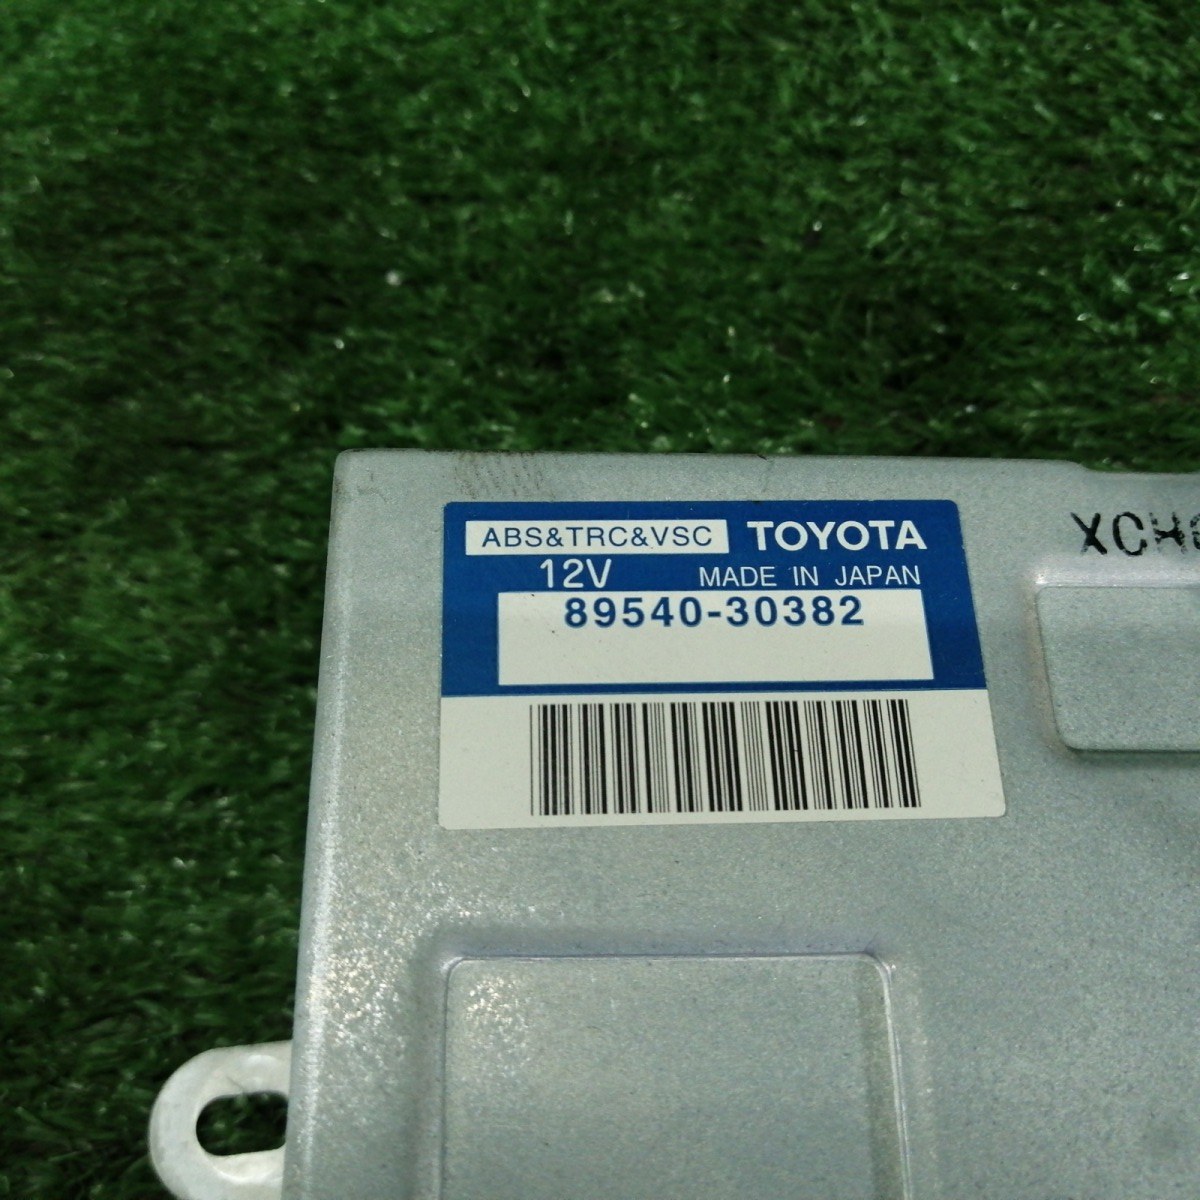 ABS&TRC&VSC TOYOTA
12V MADE IN JAPAN
89540-30382